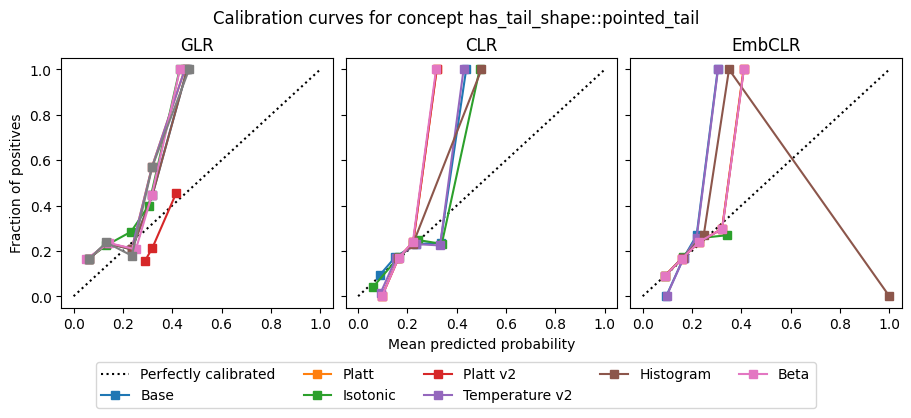 Calibration curves for concept has_tail_shape::pointed_tail
GLR
CLR
EmbCLR
Fraction of positives
1.0
0.8
0.6
0.4
0.2
0.0
0.0 0.2 0.4 0.6 0.8 1.0
0.0 0.2 0.4 0.6 0.8 1.0
0.0 0.2 0.4 0.6 0.8 1.0
Mean predicted probability
Perfectly calibrated
Base
Platt
Isotonic
Platt v2
Temperature v2
Histogram
Beta